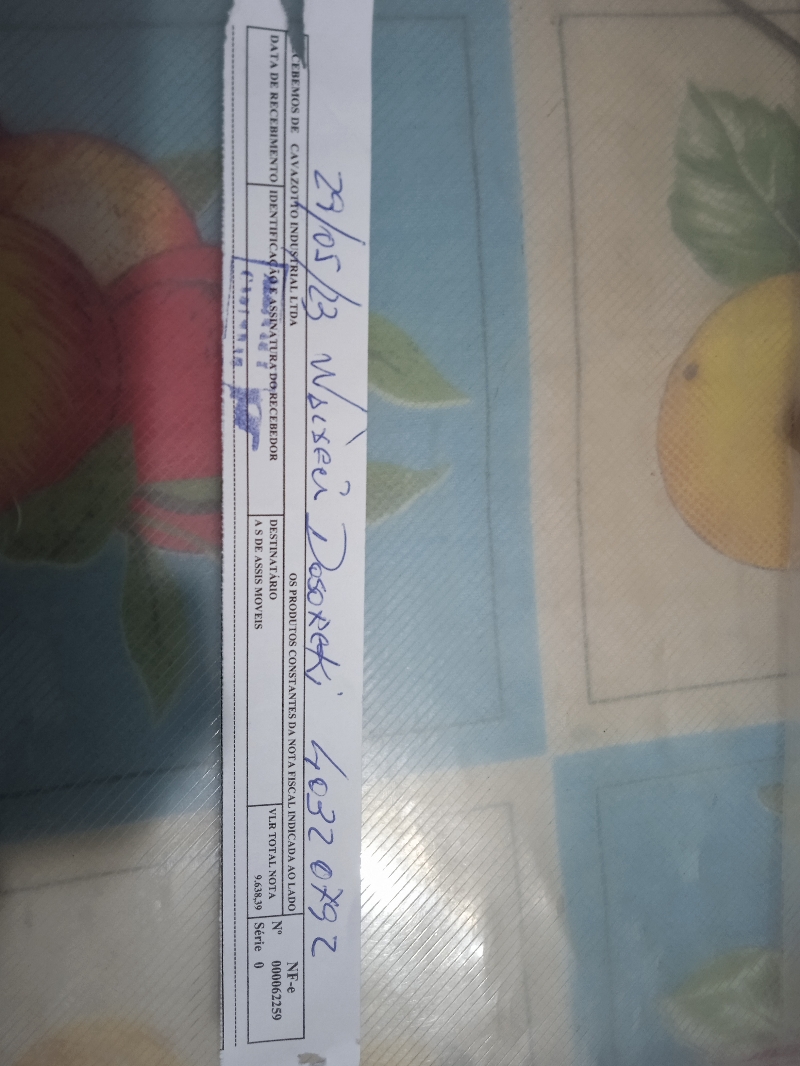 29/05/23 4032 0792
CEBEMOS DE CAVAZOTTO INDUSTRIAL LTDA OS PRODUTOS CONSTANTES DA NOTA FISCAL INDICADA AO LADO
NF-e
DATA DE RECEBIMENTO IDENTIFICAÇÃO E ASSINATURA DO RECEBEDOR DESTINATÁRIO VLR TOTAL NOTA
Nº 000062259
A S DE ASSIS MOVEIS 9.638,39
Série 0